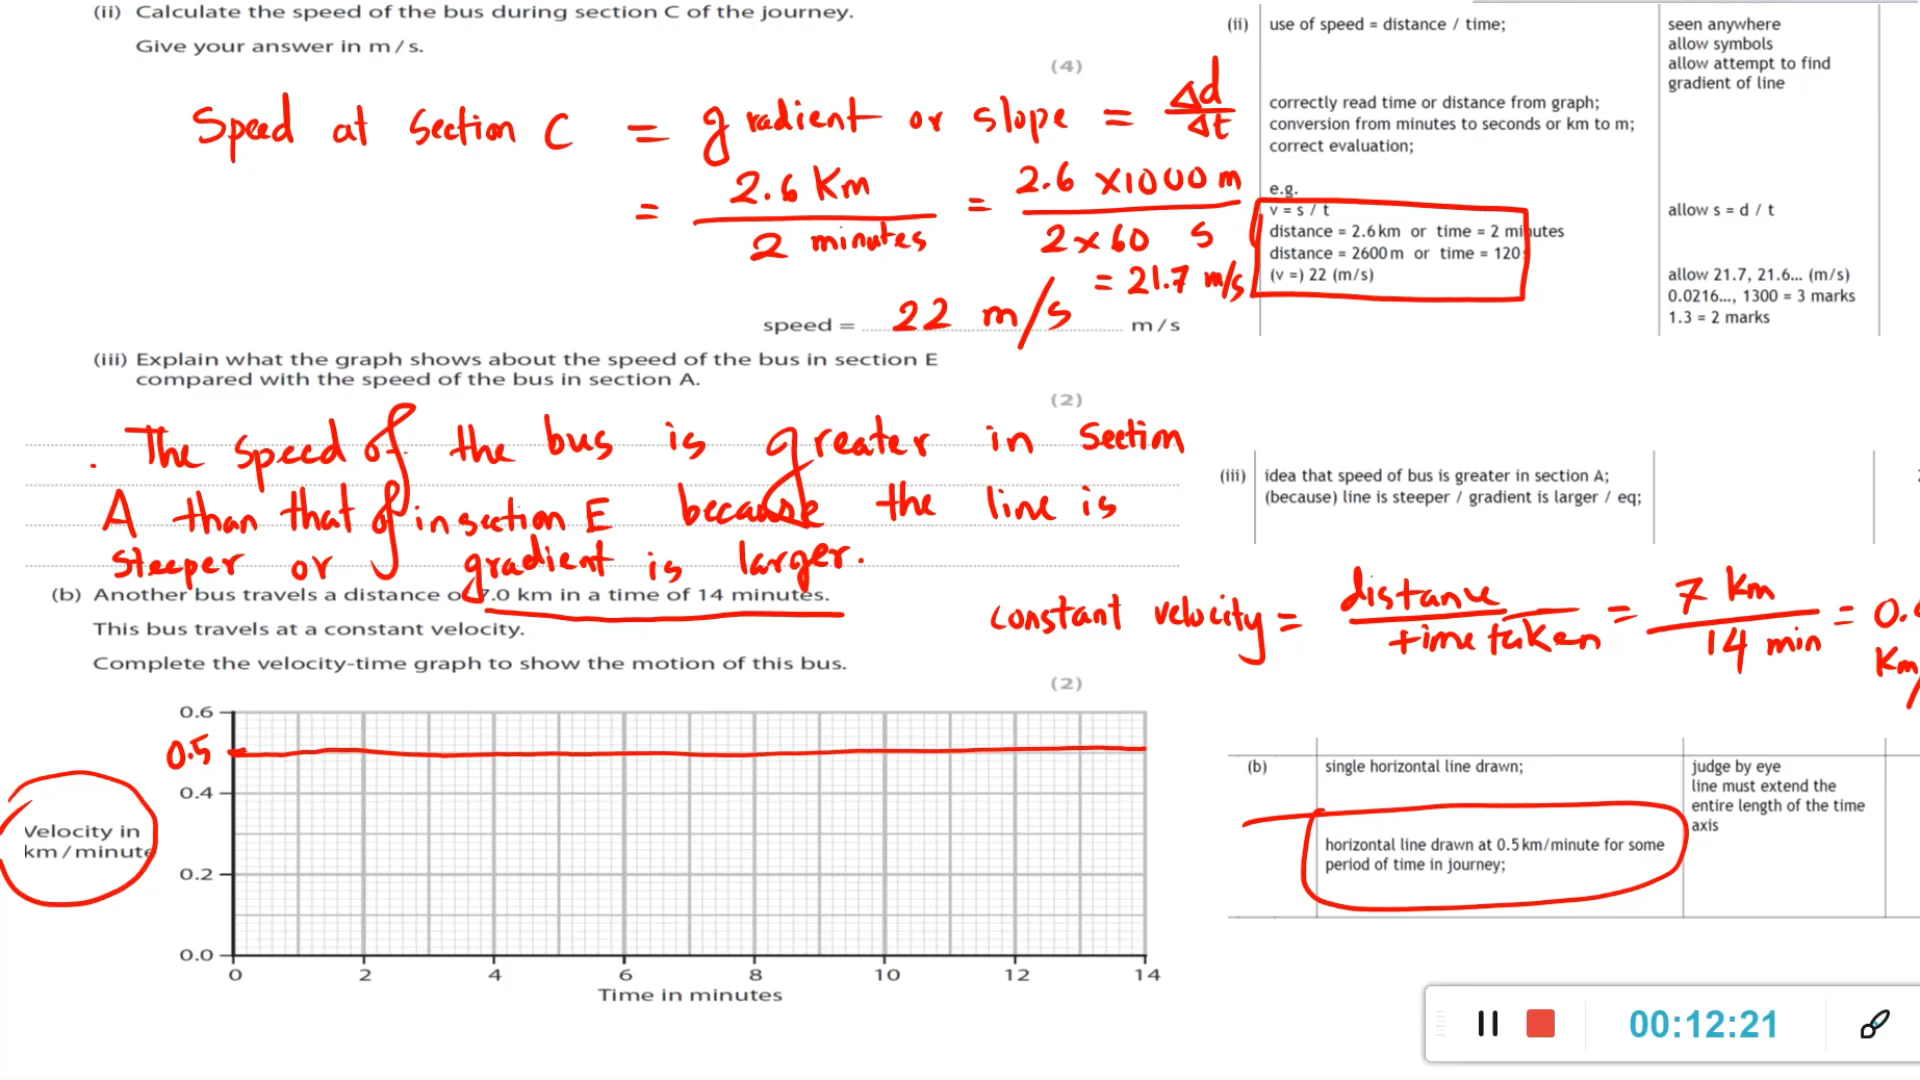 (ii) Calculate the speed of the bus during section C of the journey.
Give your answer in m/s.
(4)
Speed at section C = gradient or slope = Δd/Δt
= 2.6 Km / 2 minutes = 2.6 ×1000 m / 2×60 s
= 21.7 m/s
speed = 22 m/s m/s
(iii) Explain what the graph shows about the speed of the bus in section E
compared with the speed of the bus in section A.
(2)
. The speed of the bus is greater in section
A than that of in section E because the line is
steeper or gradient is larger.
(b) Another bus travels a distance of 7.0 km in a time of 14 minutes.
This bus travels at a constant velocity.
Complete the velocity-time graph to show the motion of this bus.
(2)
0.6
0.5
0.4
Velocity in
km/minute
0.2
0.0
0 2 4 6 8 10 12 14
Time in minutes
(ii) use of speed = distance / time;
correctly read time or distance from graph;
conversion from minutes to seconds or km to m;
correct evaluation;
e.g.
v = s / t
distance = 2.6 km or time = 2 minutes
distance = 2600 m or time = 120
(v =) 22 (m/s)
seen anywhere
allow symbols
allow attempt to find
gradient of line
allow s = d / t
allow 21.7, 21.6... (m/s)
0.0216..., 1300 = 3 marks
1.3 = 2 marks
(iii) idea that speed of bus is greater in section A;
(because) line is steeper / gradient is larger / eq;
constant velocity = distance / time taken = 7 Km / 14 min = 0.
Km/
(b) single horizontal line drawn;
horizontal line drawn at 0.5 km/minute for some
period of time in journey;
judge by eye
line must extend the
entire length of the time
axis
00:12:21